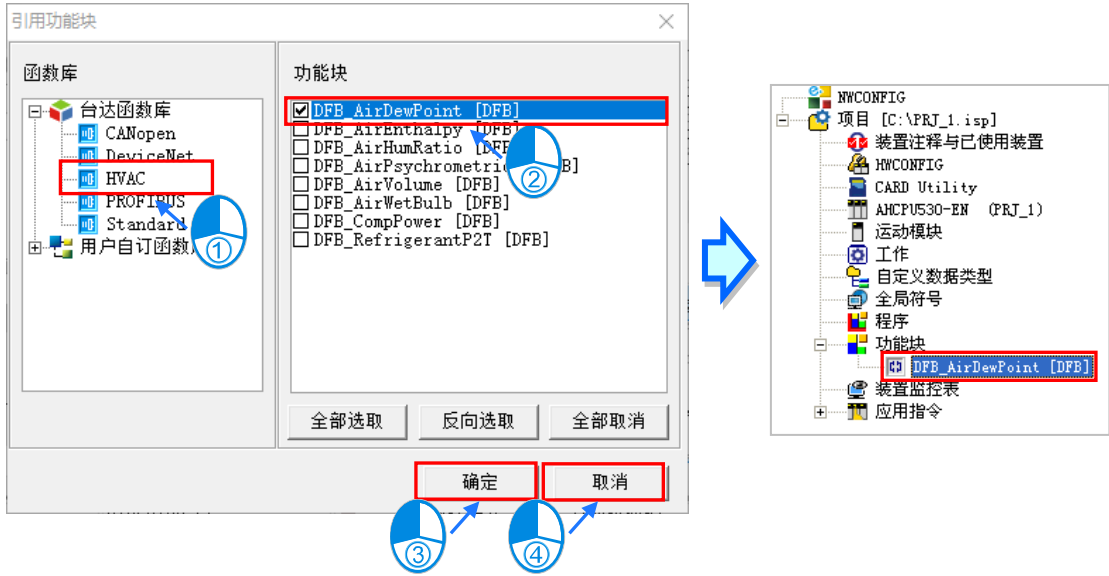 引用功能块
函数库
台达函数库
CANopen
DeviceNet
HVAC
PROFIBUS
Standard
用户自订函数
①
功能块
DFB_AirDewPoint [DFB]
DFB_AirEnthalpy [DFB]
DFB_AirHumRatio [DFB]
DFB_AirPsychrometric B]
DFB_AirVolume [DFB]
DFB_AirWetBulb [DFB]
DFB_CompPower [DFB]
DFB_RefrigerantP2T [DFB]
②
全部选取 反向选取 全部取消
确定 取消
③ ④
NWCONFIG
项目 [C:\PRJ_1.isp]
装置注释与已使用装置
HWCONFIG
CARD Utility
AHCPU530-EN (PRJ_1)
运动模块
工作
自定义数据类型
全局符号
程序
功能块
DFB_AirDewPoint [DFB]
装置监控表
应用指令